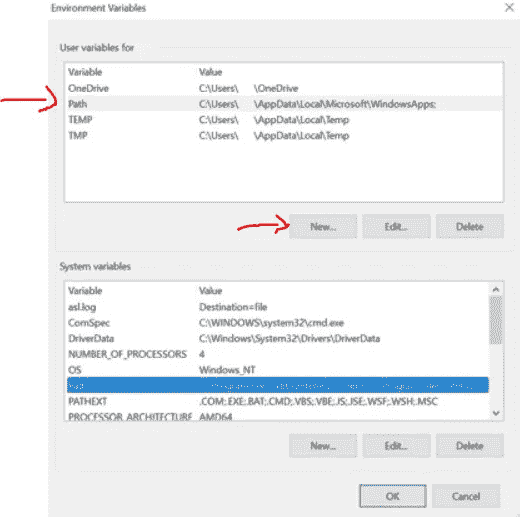 Environment Variables
User variables for
Variable Value
OneDrive C:\Users\ \OneDrive
Path C:\Users\ \AppData\Local\Microsoft\WindowsApps;
TEMP C:\Users\ \AppData\Local\Temp
TMP C:\Users\ \AppData\Local\Temp
New... Edit... Delete
System variables
Variable Value
asl.log Destination=file
ComSpec C:\WINDOWS\system32\cmd.exe
DriverData C:\Windows\System32\Drivers\DriverData
NUMBER_OF_PROCESSORS 4
OS Windows_NT
PATHEXT .COM;.EXE;.BAT;.CMD;.VBS;.VBE;.JS;.JSE;.WSF;.WSH;.MSC
PROCESSOR_ARCHITECTURE AMD64
New... Edit... Delete
OK Cancel